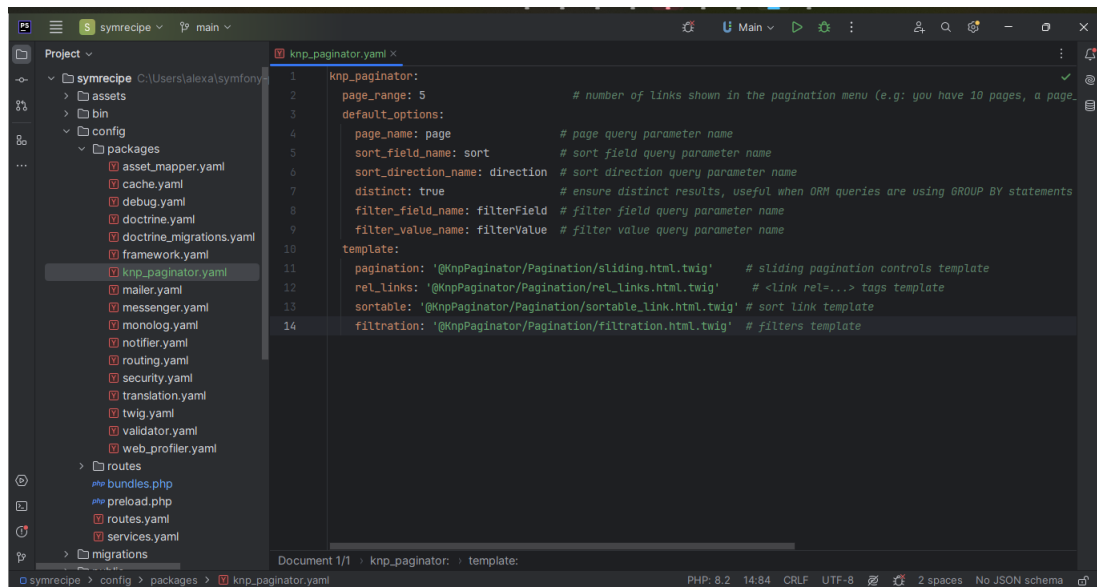 PS
S symrecipe
main
Main
Project
knp_paginator.yaml
symrecipe C:\Users\alexa\symfony-
assets
bin
config
packages
asset_mapper.yaml
cache.yaml
debug.yaml
doctrine.yaml
doctrine_migrations.yaml
framework.yaml
knp_paginator.yaml
mailer.yaml
messenger.yaml
monolog.yaml
notifier.yaml
routing.yaml
security.yaml
translation.yaml
twig.yaml
validator.yaml
web_profiler.yaml
routes
php bundles.php
php preload.php
routes.yaml
services.yaml
migrations
1 knp_paginator:
2 page_range: 5 # number of links shown in the pagination menu (e.g: you have 10 pages, a page_
3 default_options:
4 page_name: page # page query parameter name
5 sort_field_name: sort # sort field query parameter name
6 sort_direction_name: direction # sort direction query parameter name
7 distinct: true # ensure distinct results, useful when ORM queries are using GROUP BY statements
8 filter_field_name: filterField # filter field query parameter name
9 filter_value_name: filterValue # filter value query parameter name
10 template:
11 pagination: '@KnpPaginator/Pagination/sliding.html.twig' # sliding pagination controls template
12 rel_links: '@KnpPaginator/Pagination/rel_links.html.twig' # <link rel=...> tags template
13 sortable: '@KnpPaginator/Pagination/sortable_link.html.twig' # sort link template
14 filtration: '@KnpPaginator/Pagination/filtration.html.twig' # filters template
Document 1/1 › knp_paginator: › template:
symrecipe > config > packages > knp_paginator.yaml
PHP: 8.2 14:84 CRLF UTF-8 2 spaces No JSON schema